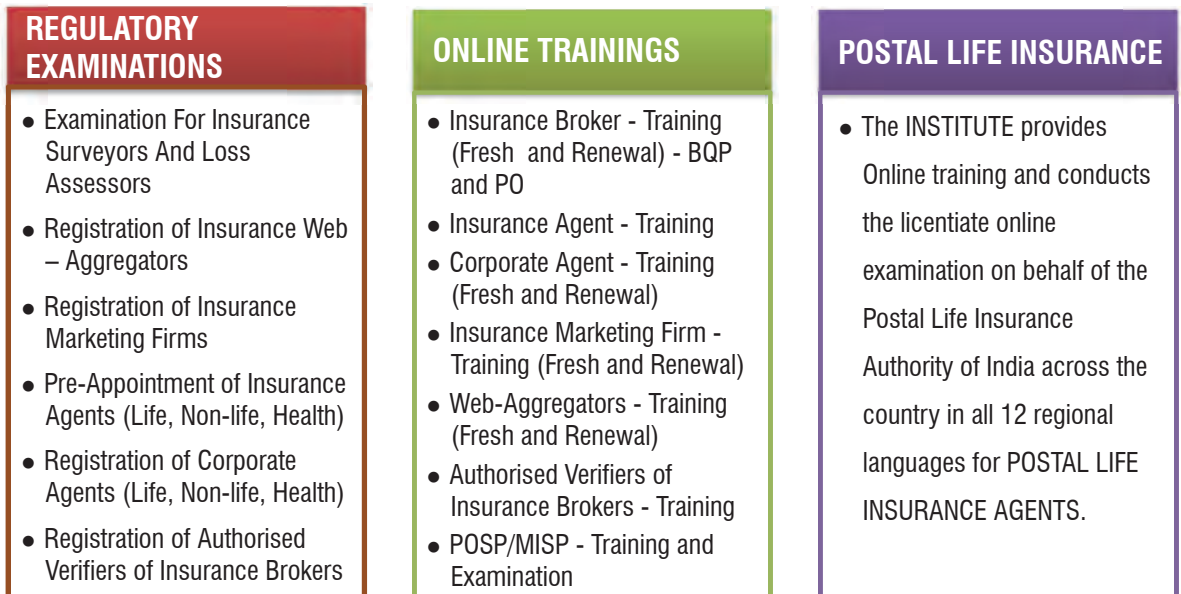 REGULATORY
EXAMINATIONS
● Examination For Insurance
Surveyors And Loss
Assessors
● Registration of Insurance Web
– Aggregators
● Registration of Insurance
Marketing Firms
● Pre-Appointment of Insurance
Agents (Life, Non-life, Health)
● Registration of Corporate
Agents (Life, Non-life, Health)
● Registration of Authorised
Verifiers of Insurance Brokers
ONLINE TRAININGS
● Insurance Broker - Training
(Fresh and Renewal) - BQP
and PO
● Insurance Agent - Training
● Corporate Agent - Training
(Fresh and Renewal)
● Insurance Marketing Firm -
Training (Fresh and Renewal)
● Web-Aggregators - Training
(Fresh and Renewal)
● Authorised Verifiers of
Insurance Brokers - Training
● POSP/MISP - Training and
Examination
POSTAL LIFE INSURANCE
● The INSTITUTE provides
Online training and conducts
the licentiate online
examination on behalf of the
Postal Life Insurance
Authority of India across the
country in all 12 regional
languages for POSTAL LIFE
INSURANCE AGENTS.